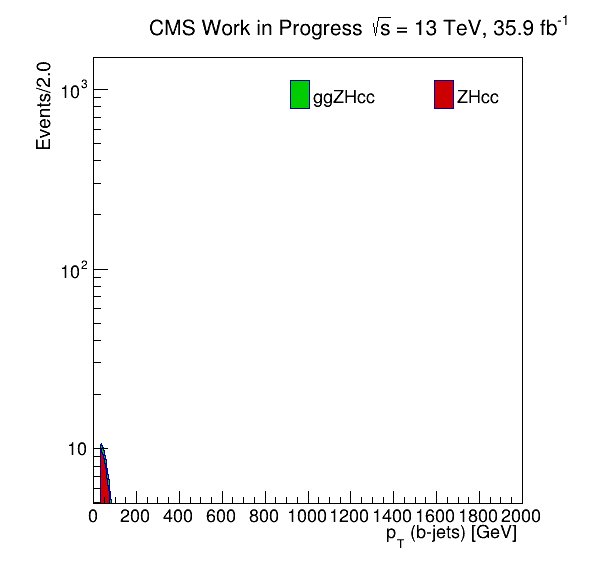 CMS Work in Progress √s = 13 TeV, 35.9 fb⁻¹
Events/2.0
10³
ggZHcc
ZHcc
10²
10
0 200 400 600 800 1000 1200 1400 1600 1800 2000
p_T (b-jets) [GeV]